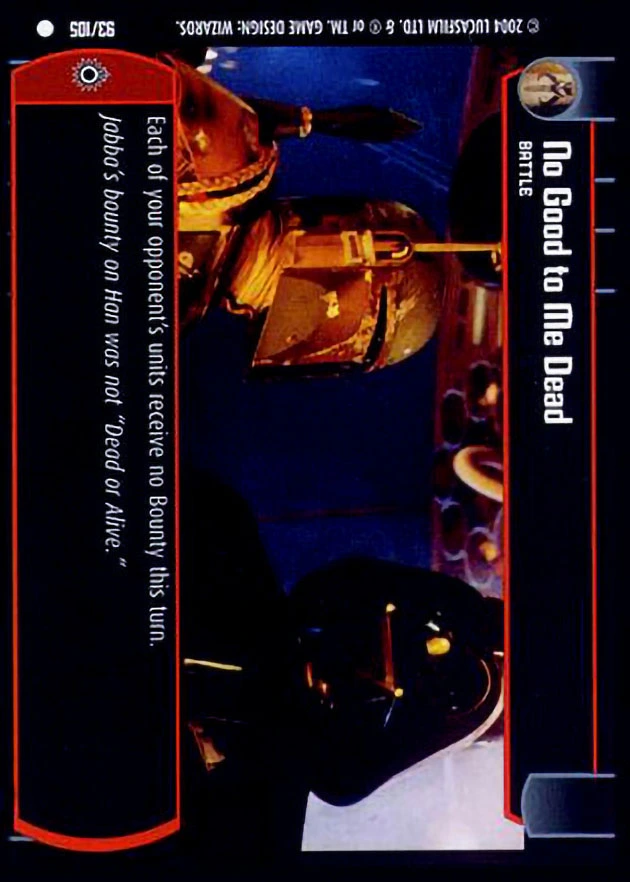 No Good to Me Dead
BATTLE
Each of your opponent's units receive no Bounty this turn.
Jabba's bounty on Han was not "Dead or Alive."
© 2004 LUCASFILM LTD. & ® or TM. GAME DESIGN: WIZARDS.
93/105